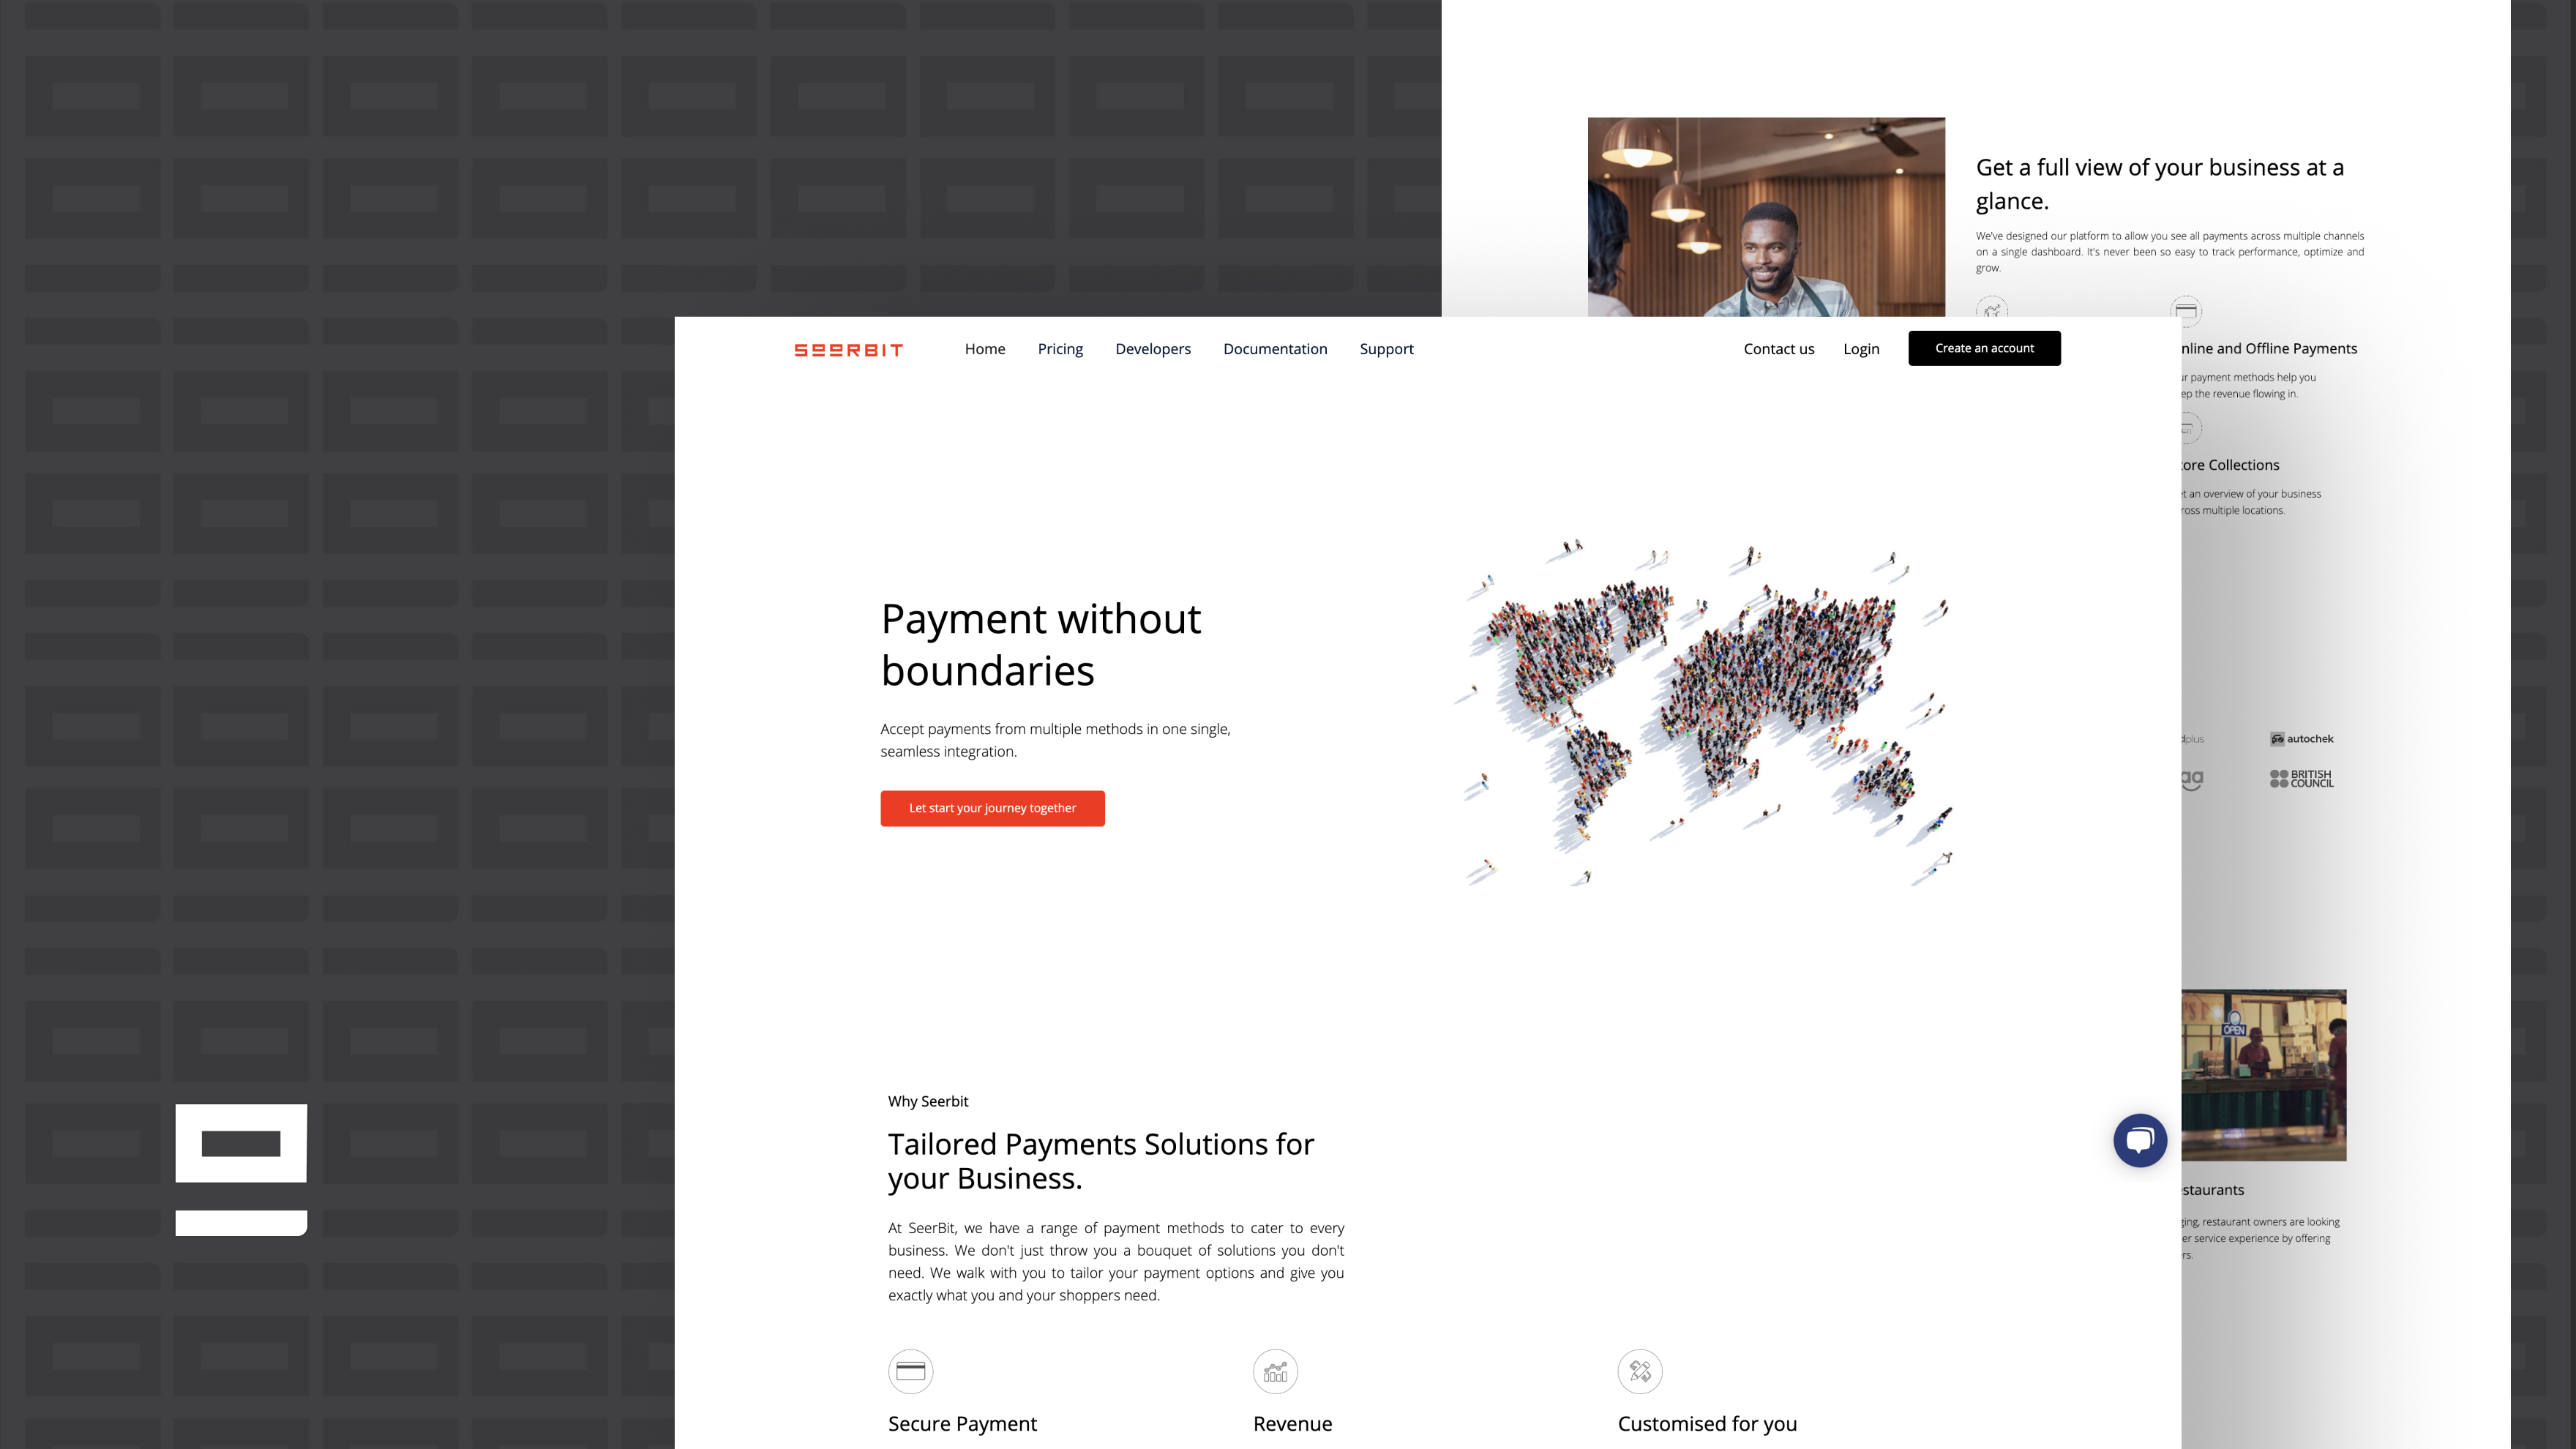 Get a full view of your business at a
glance.
We've designed our platform to allow you see all payments across multiple channels
on a single dashboard. It's never been so easy to track performance, optimize and
grow.
SEERBIT
Home
Pricing
Developers
Documentation
Support
Contact us
Login
Create an account
nline and Offline Payments
ur payment methods help you
ep the revenue flowing in.
ore Collections
t an overview of your business
ross multiple locations.
Payment without
boundaries
Accept payments from multiple methods in one single,
seamless integration.
Let start your journey together
plus
autochek
BRITISH
COUNCIL
OPEN
Why Seerbit
Tailored Payments Solutions for
your Business.
At SeerBit, we have a range of payment methods to cater to every
business. We don't just throw you a bouquet of solutions you don't
need. We walk with you to tailor your payment options and give you
exactly what you and your shoppers need.
staurants
ging, restaurant owners are looking
er service experience by offering
rs.
Secure Payment
Revenue
Customised for you